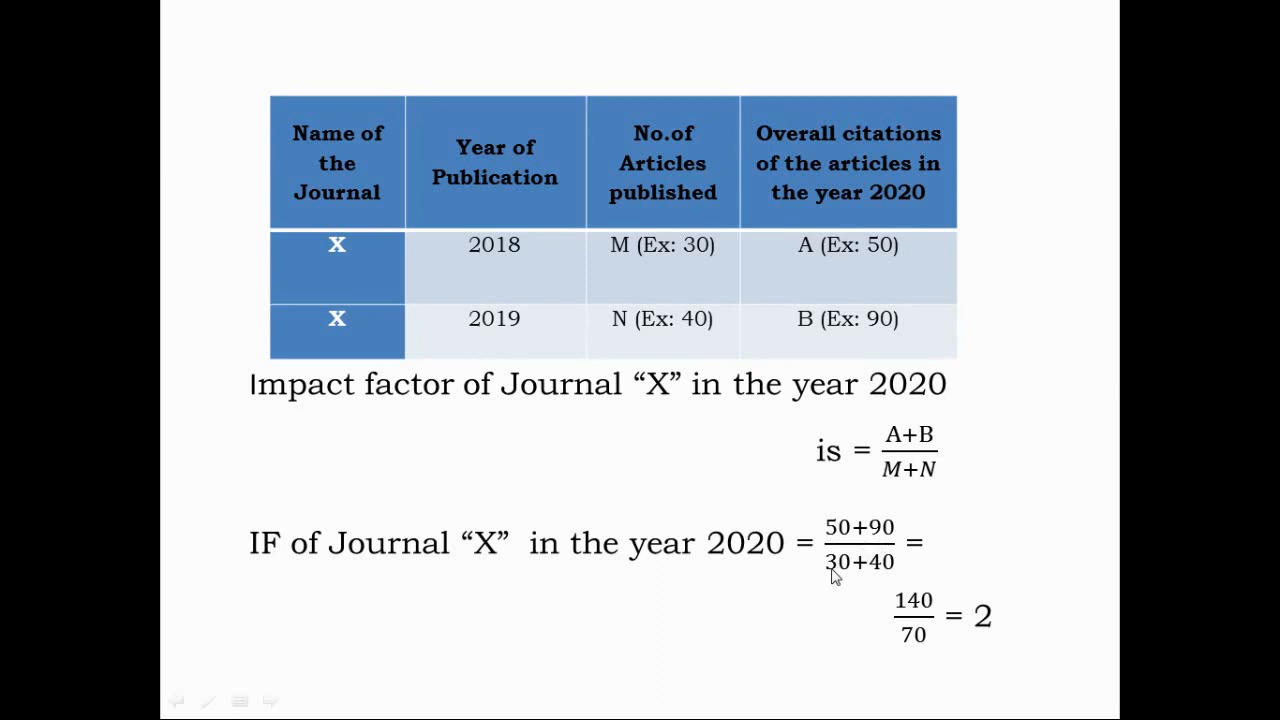 Name of the Journal Year of Publication No.of Articles published Overall citations of the articles in the year 2020
X 2018 M (Ex: 30) A (Ex: 50)
X 2019 N (Ex: 40) B (Ex: 90)
Impact factor of Journal “X” in the year 2020
is = A+B / M+N
IF of Journal “X” in the year 2020 = 50+90 / 30+40 =
140 / 70 = 2